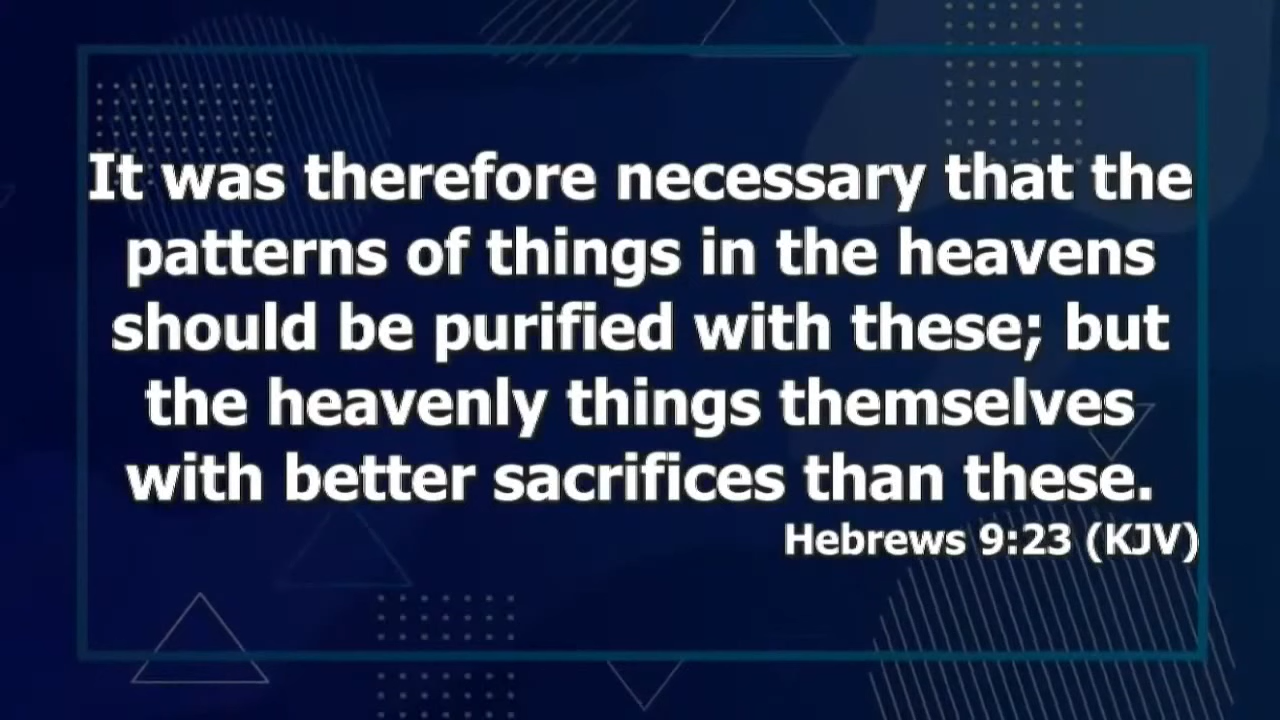 It was therefore necessary that the
patterns of things in the heavens
should be purified with these; but
the heavenly things themselves
with better sacrifices than these.
Hebrews 9:23 (KJV)